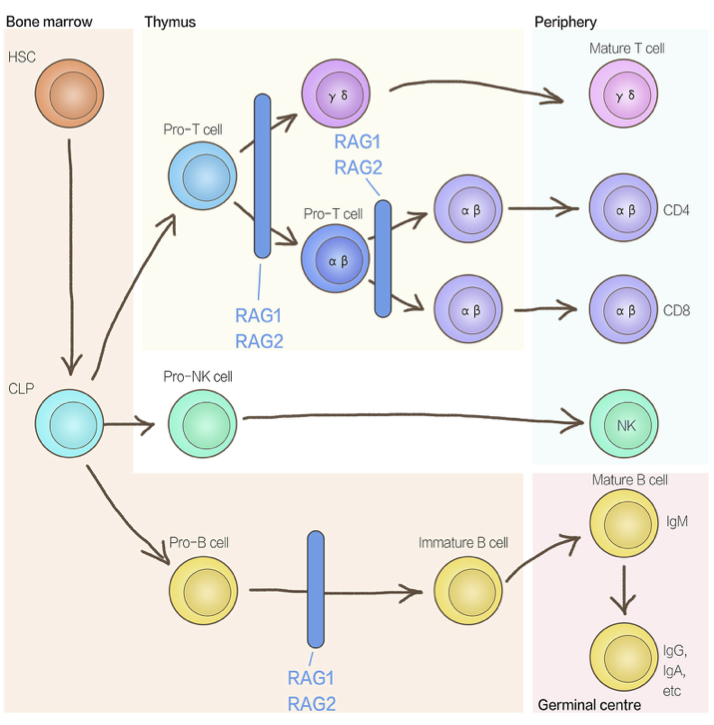 Bone marrow
Thymus
Periphery
HSC
Mature T cell
γ δ
γ δ
Pro-T cell
RAG1
RAG2
Pro-T cell
α β
α β
CD4
α β
RAG1
RAG2
α β
α β
CD8
CLP
Pro-NK cell
NK
Mature B cell
IgM
Pro-B cell
Immature B cell
IgG,
IgA,
etc
RAG1
RAG2
Germinal centre